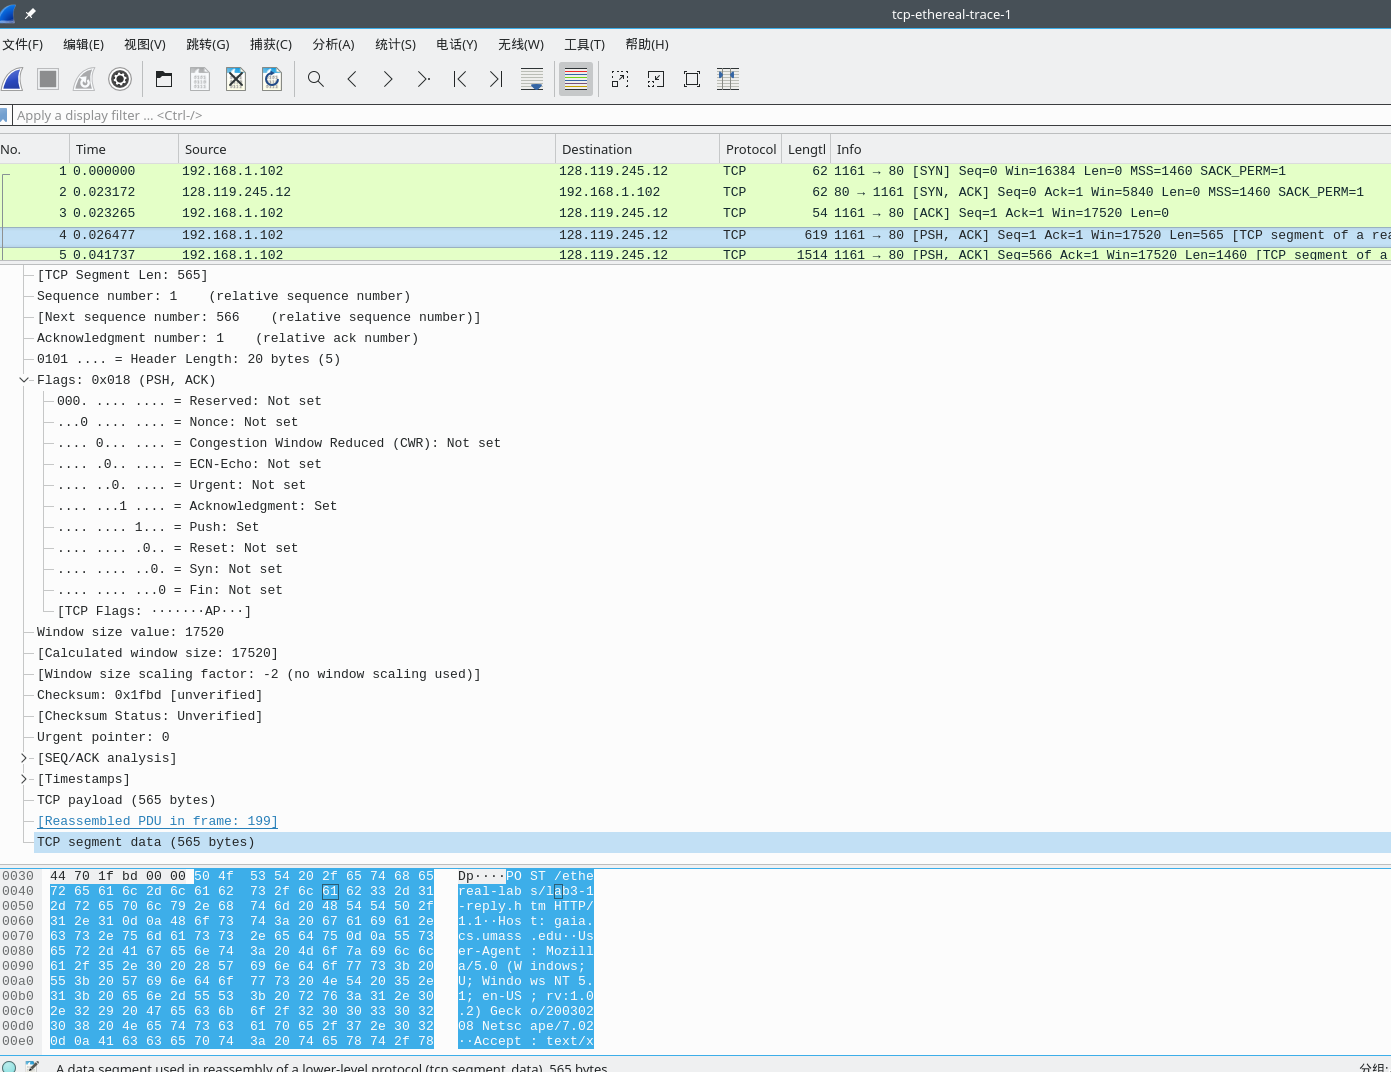 tcp-ethereal-trace-1
文件(F) 编辑(E) 视图(V) 跳转(G) 捕获(C) 分析(A) 统计(S) 电话(Y) 无线(W) 工具(T) 帮助(H)
Apply a display filter ... <Ctrl-/>
No. Time Source Destination Protocol Lengtl Info
1 0.000000 192.168.1.102 128.119.245.12 TCP 62 1161 → 80 [SYN] Seq=0 Win=16384 Len=0 MSS=1460 SACK_PERM=1
2 0.023172 128.119.245.12 192.168.1.102 TCP 62 80 → 1161 [SYN, ACK] Seq=0 Ack=1 Win=5840 Len=0 MSS=1460 SACK_PERM=1
3 0.023265 192.168.1.102 128.119.245.12 TCP 54 1161 → 80 [ACK] Seq=1 Ack=1 Win=17520 Len=0
4 0.026477 192.168.1.102 128.119.245.12 TCP 619 1161 → 80 [PSH, ACK] Seq=1 Ack=1 Win=17520 Len=565 [TCP segment of a rea
5 0.041737 192.168.1.102 128.119.245.12 TCP 1514 1161 → 80 [PSH, ACK] Seq=566 Ack=1 Win=17520 Len=1460 [TCP segment of a
[TCP Segment Len: 565]
Sequence number: 1    (relative sequence number)
[Next sequence number: 566    (relative sequence number)]
Acknowledgment number: 1    (relative ack number)
0101 .... = Header Length: 20 bytes (5)
Flags: 0x018 (PSH, ACK)
000. .... .... = Reserved: Not set
...0 .... .... = Nonce: Not set
.... 0... .... = Congestion Window Reduced (CWR): Not set
.... .0.. .... = ECN-Echo: Not set
.... ..0. .... = Urgent: Not set
.... ...1 .... = Acknowledgment: Set
.... .... 1... = Push: Set
.... .... .0.. = Reset: Not set
.... .... ..0. = Syn: Not set
.... .... ...0 = Fin: Not set
[TCP Flags: ·······AP···]
Window size value: 17520
[Calculated window size: 17520]
[Window size scaling factor: -2 (no window scaling used)]
Checksum: 0x1fbd [unverified]
[Checksum Status: Unverified]
Urgent pointer: 0
[SEQ/ACK analysis]
[Timestamps]
TCP payload (565 bytes)
[Reassembled PDU in frame: 199]
TCP segment data (565 bytes)
0030 44 70 1f bd 00 00 50 4f 53 54 20 2f 65 74 68 65 Dp····PO ST /ethe
0040 72 65 61 6c 2d 6c 61 62 73 2f 6c 61 62 33 2d 31 real-lab s/lab3-1
0050 2d 72 65 70 6c 79 2e 68 74 6d 20 48 54 54 50 2f -reply.h tm HTTP/
0060 31 2e 31 0d 0a 48 6f 73 74 3a 20 67 61 69 61 2e 1.1··Hos t: gaia.
0070 63 73 2e 75 6d 61 73 73 2e 65 64 75 0d 0a 55 73 cs.umass .edu··Us
0080 65 72 2d 41 67 65 6e 74 3a 20 4d 6f 7a 69 6c 6c er-Agent : Mozill
0090 61 2f 35 2e 30 20 28 57 69 6e 64 6f 77 73 3b 20 a/5.0 (W indows;
00a0 55 3b 20 57 69 6e 64 6f 77 73 20 4e 54 20 35 2e U; Windo ws NT 5.
00b0 31 3b 20 65 6e 2d 55 53 3b 20 72 76 3a 31 2e 30 1; en-US ; rv:1.0
00c0 2e 32 29 20 47 65 63 6b 6f 2f 32 30 30 33 30 32 .2) Geck o/200302
00d0 30 38 20 4e 65 74 73 63 61 70 65 2f 37 2e 30 32 08 Netsc ape/7.02
00e0 0d 0a 41 63 63 65 70 74 3a 20 74 65 78 74 2f 78 ··Accept : text/x
A data segment used in reassembly of a lower-level protocol (tcp.segment_data), 565 bytes 分组: